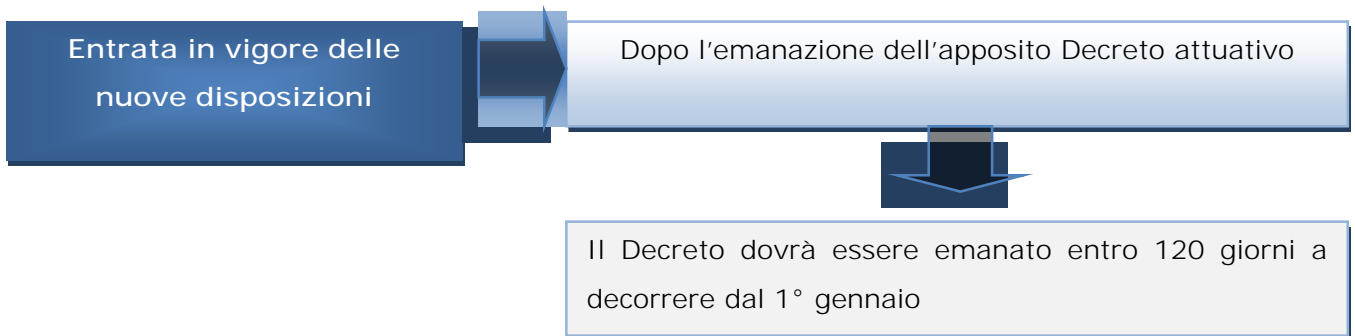 Entrata in vigore delle
nuove disposizioni
Dopo l'emanazione dell'apposito Decreto attuativo
Il Decreto dovrà essere emanato entro 120 giorni a
decorrere dal 1° gennaio